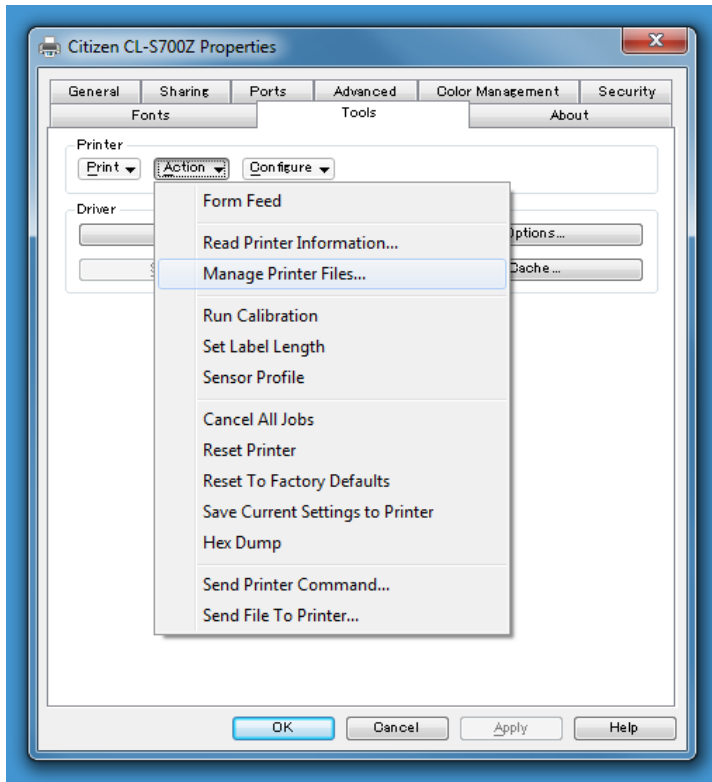 Citizen CL-S700Z Properties
General Sharing Ports Advanced Color Management Security
Fonts Tools About
Printer
Print Action Configure
Form Feed
Driver
Read Printer Information...
Options...
Manage Printer Files...
Cache...
Run Calibration
Set Label Length
Sensor Profile
Cancel All Jobs
Reset Printer
Reset To Factory Defaults
Save Current Settings to Printer
Hex Dump
Send Printer Command...
Send File To Printer...
OK Cancel Apply Help